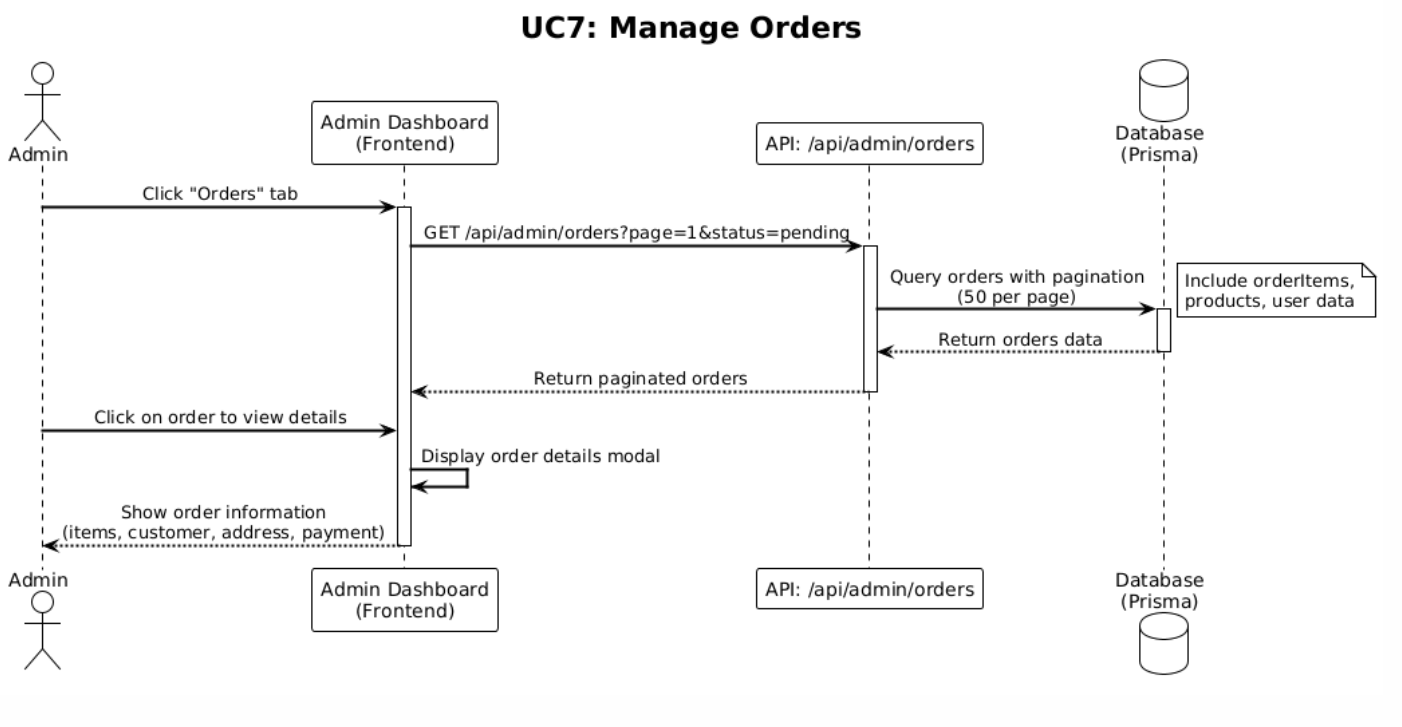 UC7: Manage Orders
Admin
Admin Dashboard
(Frontend)
API: /api/admin/orders
Database
(Prisma)
Click "Orders" tab
GET /api/admin/orders?page=1&status=pending
Query orders with pagination
(50 per page)
Include orderItems,
products, user data
Return orders data
Return paginated orders
Click on order to view details
Display order details modal
Show order information
(items, customer, address, payment)
Admin
Admin Dashboard
(Frontend)
API: /api/admin/orders
Database
(Prisma)